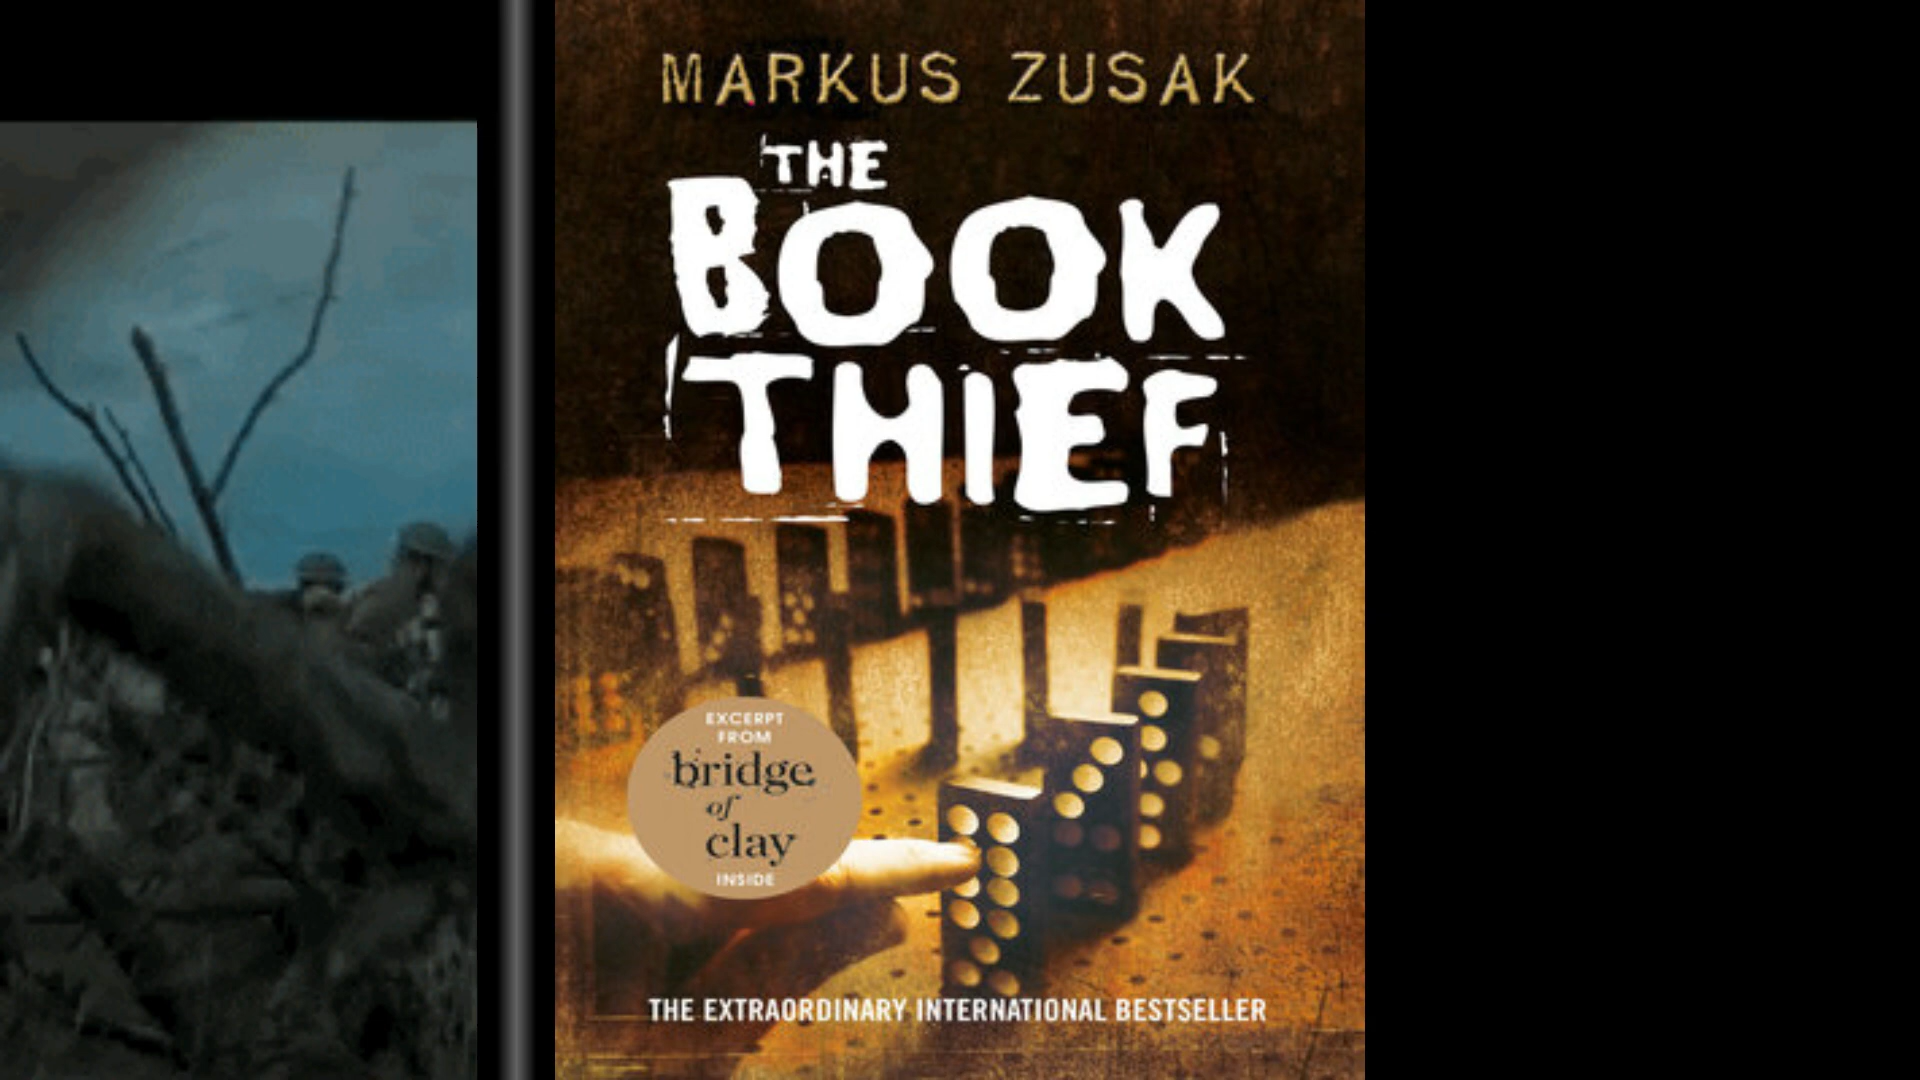 MARKUS ZUSAK
THE
BOOK
THIEF
EXCERPT
FROM
bridge
of
clay
INSIDE
THE EXTRAORDINARY INTERNATIONAL BESTSELLER